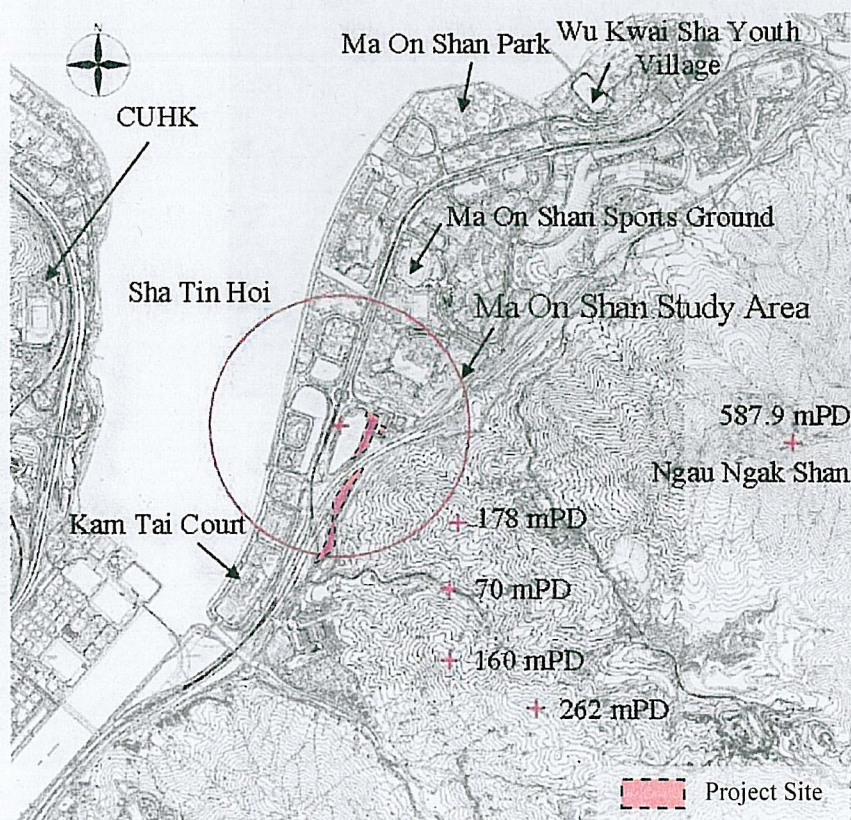 N
Ma On Shan Park
Wu Kwai Sha Youth
Village
CUHK
Ma On Shan Sports Ground
Sha Tin Hoi
Ma On Shan Study Area
587.9 mPD
Ngau Ngak Shan
178 mPD
Kam Tai Court
70 mPD
160 mPD
262 mPD
Project Site